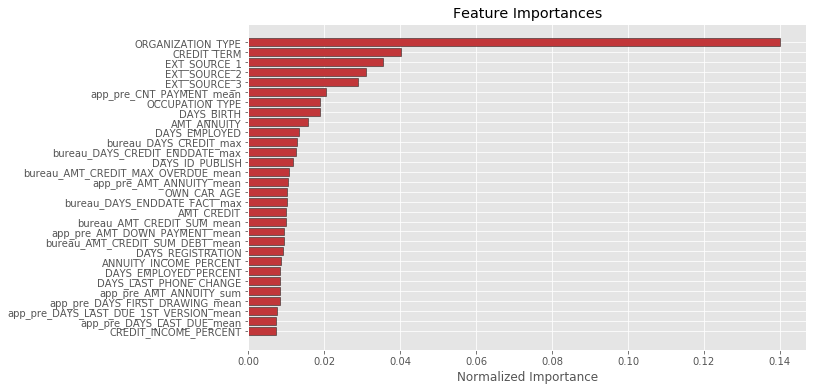 Feature Importances
ORGANIZATION_TYPE
CREDIT_TERM
EXT_SOURCE_1
EXT_SOURCE_2
EXT_SOURCE_3
app_pre_CNT_PAYMENT_mean
OCCUPATION_TYPE
DAYS_BIRTH
AMT_ANNUITY
DAYS_EMPLOYED
bureau_DAYS_CREDIT_max
bureau_DAYS_CREDIT_ENDDATE_max
DAYS_ID_PUBLISH
bureau_AMT_CREDIT_MAX_OVERDUE_mean
app_pre_AMT_ANNUITY_mean
OWN_CAR_AGE
bureau_DAYS_ENDDATE_FACT_max
AMT_CREDIT
bureau_AMT_CREDIT_SUM_mean
app_pre_AMT_DOWN_PAYMENT_mean
bureau_AMT_CREDIT_SUM_DEBT_mean
DAYS_REGISTRATION
ANNUITY_INCOME_PERCENT
DAYS_EMPLOYED_PERCENT
DAYS_LAST_PHONE_CHANGE
app_pre_AMT_ANNUITY_sum
app_pre_DAYS_FIRST_DRAWING_mean
app_pre_DAYS_LAST_DUE_1ST_VERSION_mean
app_pre_DAYS_LAST_DUE_mean
CREDIT_INCOME_PERCENT
0.00 0.02 0.04 0.06 0.08 0.10 0.12 0.14
Normalized Importance